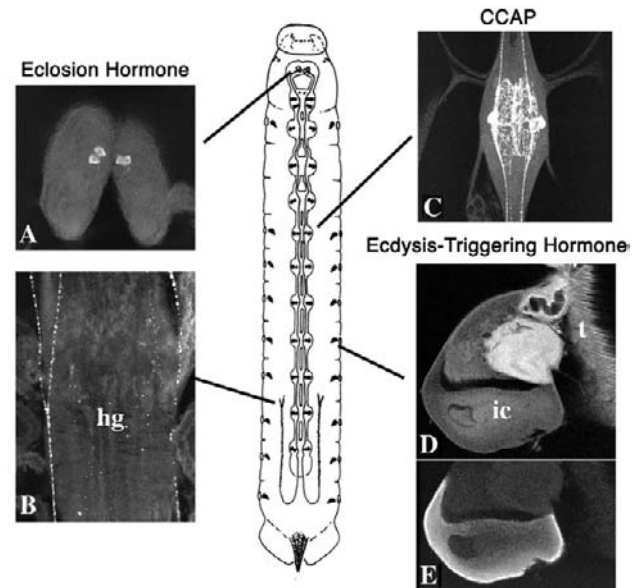 CCAP
Eclosion Hormone
A
C
Ecdysis-Triggering Hormone
t
hg
ic
D
B
E